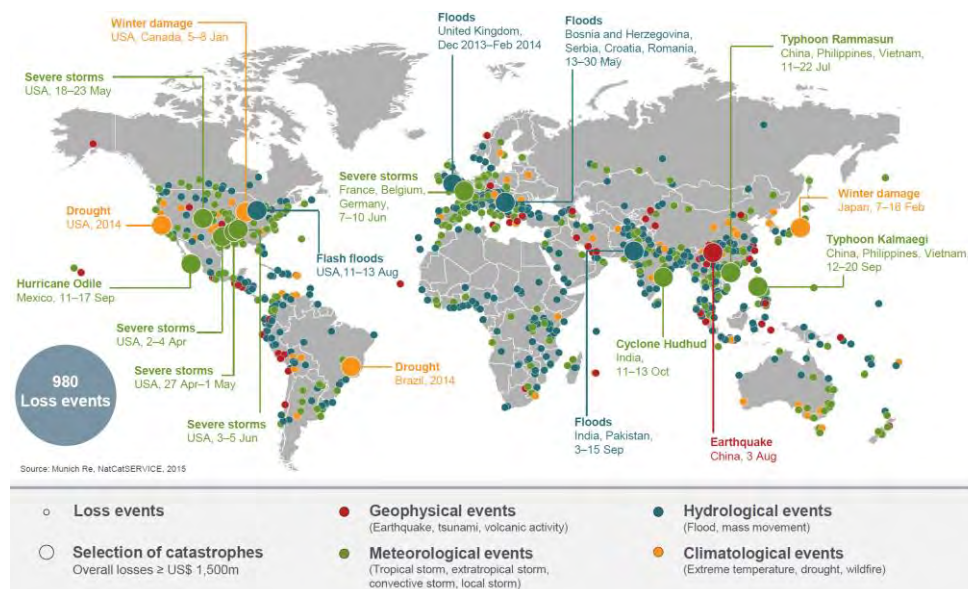 Winter damage
USA, Canada, 5–8 Jan
Floods
United Kingdom,
Dec 2013–Feb 2014
Floods
Bosnia and Herzegovina,
Serbia, Croatia, Romania,
13–30 May
Typhoon Rammasun
China, Philippines, Vietnam,
11–22 Jul
Severe storms
USA, 18–23 May
Severe storms
France, Belgium,
Germany,
7–10 Jun
Winter damage
Japan, 7–16 Feb
Drought
USA, 2014
Flash floods
USA, 11–13 Aug
Typhoon Kalmaegi
China, Philippines, Vietnam
12–20 Sep
Hurricane Odile
Mexico, 11–17 Sep
Severe storms
USA, 2–4 Apr
Cyclone Hudhud
India,
11–13 Oct
Drought
Brazil, 2014
Severe storms
USA, 27 Apr–1 May
980
Loss events
Severe storms
USA, 3–5 Jun
Floods
India, Pakistan,
3–15 Sep
Earthquake
China, 3 Aug
Source: Munich Re, NatCatSERVICE, 2015
Loss events
Geophysical events
(Earthquake, tsunami, volcanic activity)
Hydrological events
(Flood, mass movement)
Selection of catastrophes
Overall losses ≥ US$ 1,500m
Meteorological events
(Tropical storm, extratropical storm,
convective storm, local storm)
Climatological events
(Extreme temperature, drought, wildfire)